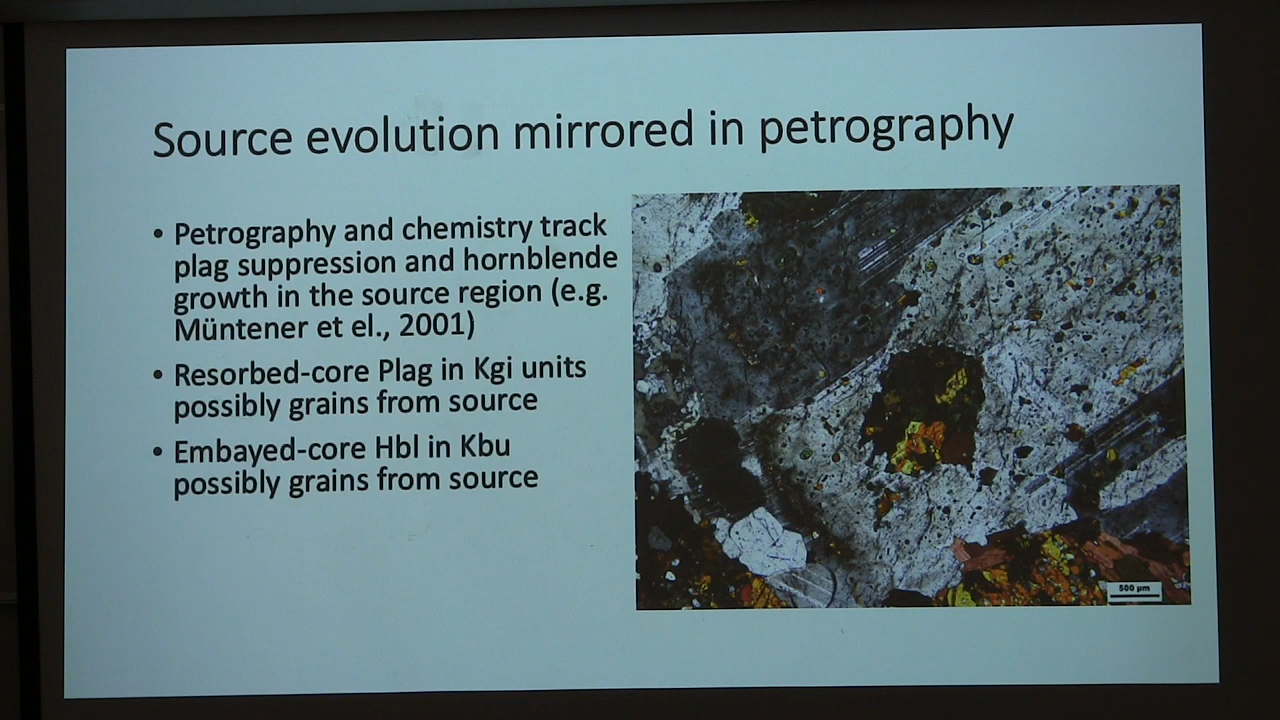 Source evolution mirrored in petrography
• Petrography and chemistry track
plag suppression and hornblende
growth in the source region (e.g.
Müntener et el., 2001)
• Resorbed-core Plag in Kgi units
possibly grains from source
• Embayed-core Hbl in Kbu
possibly grains from source
500 µm